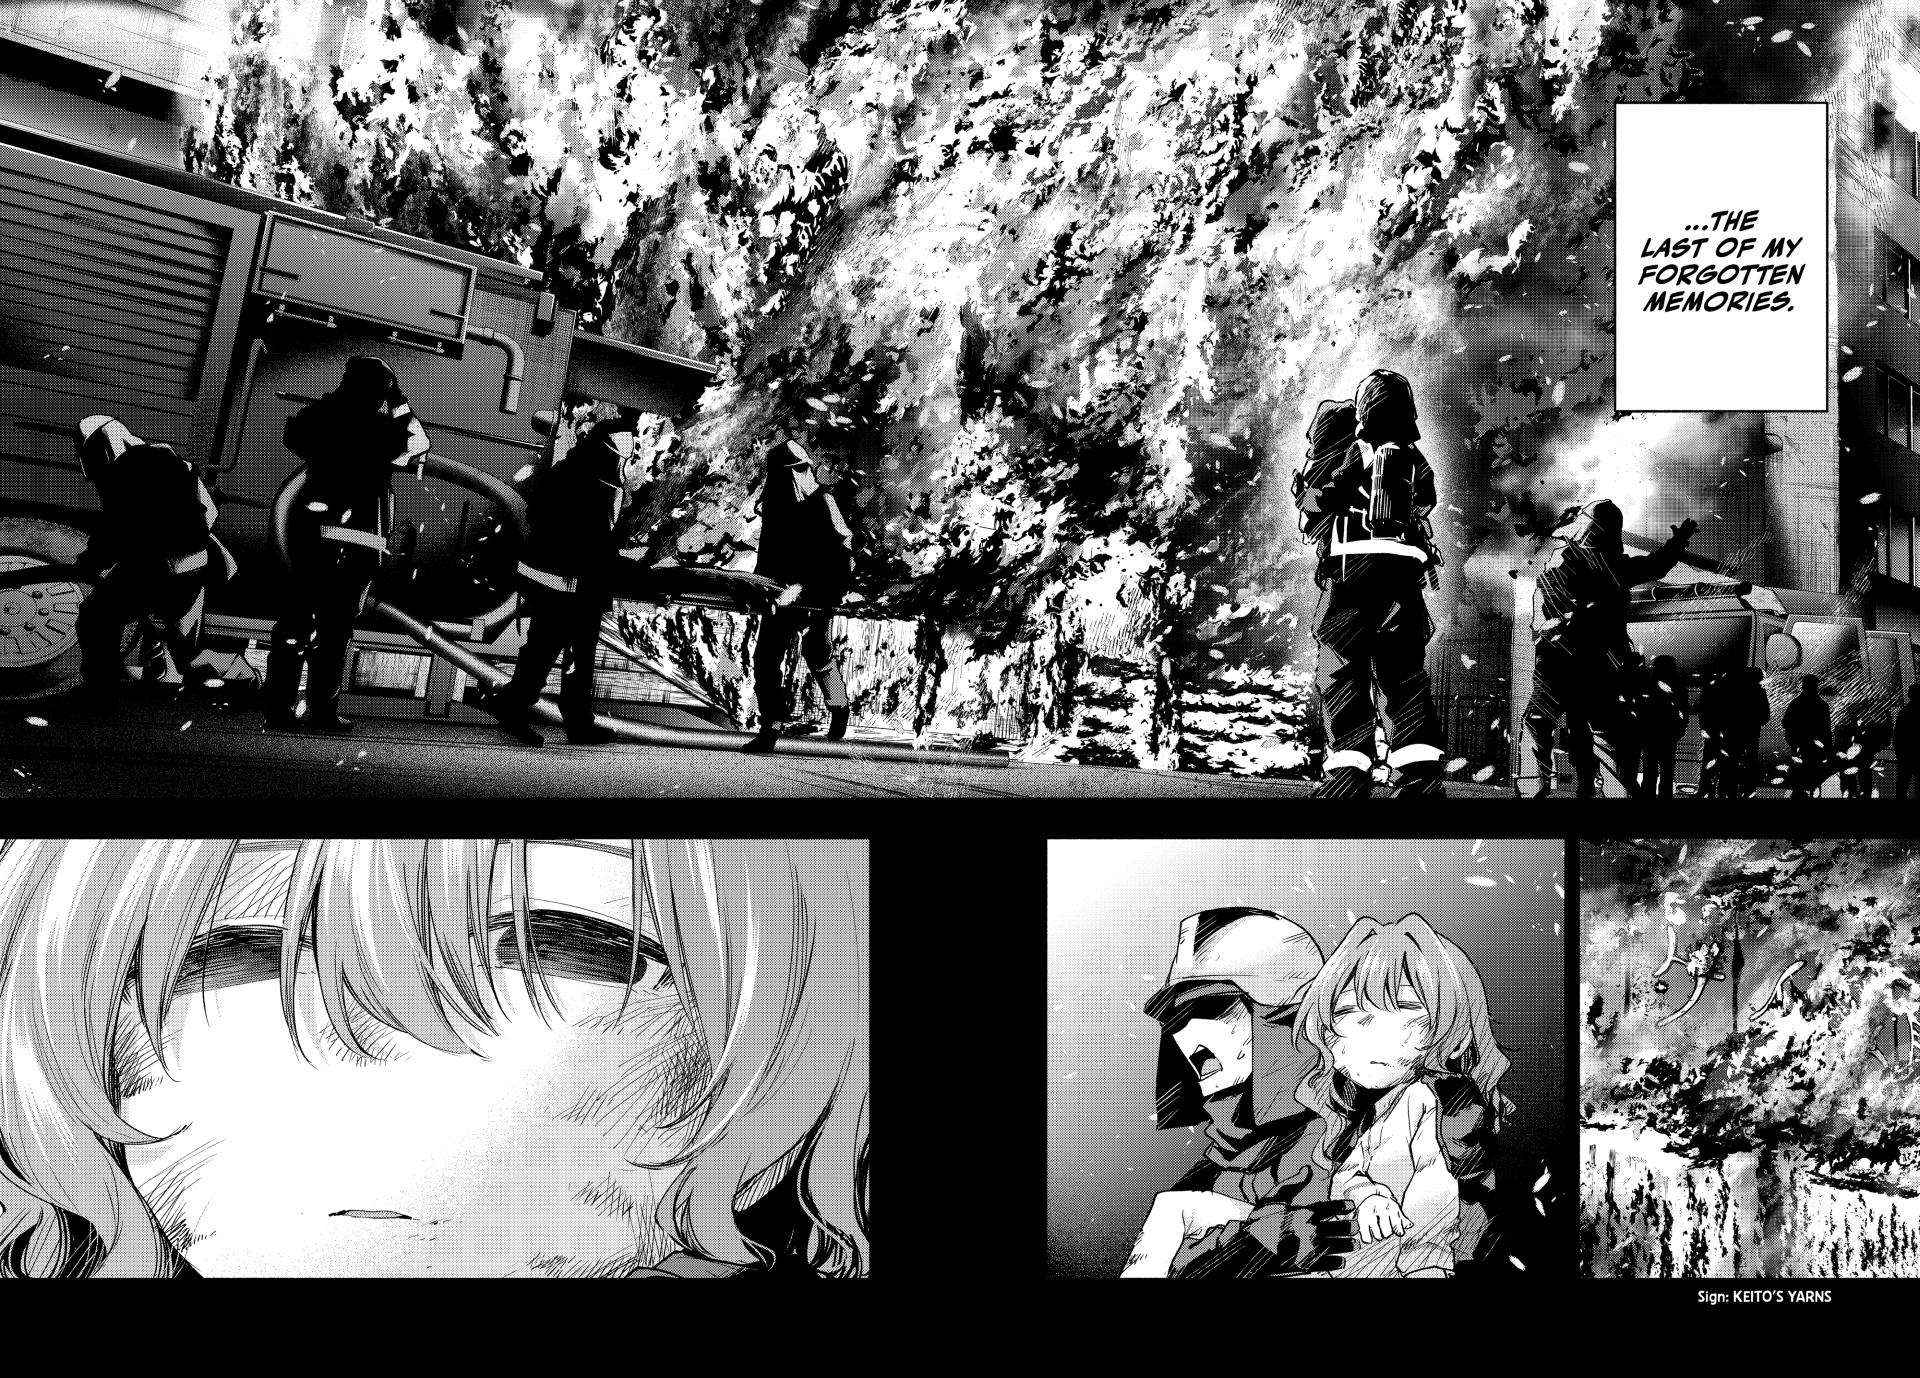 ...THE
LAST OF MY
FORGOTTEN
MEMORIES.
Sign: KEITO'S YARNS